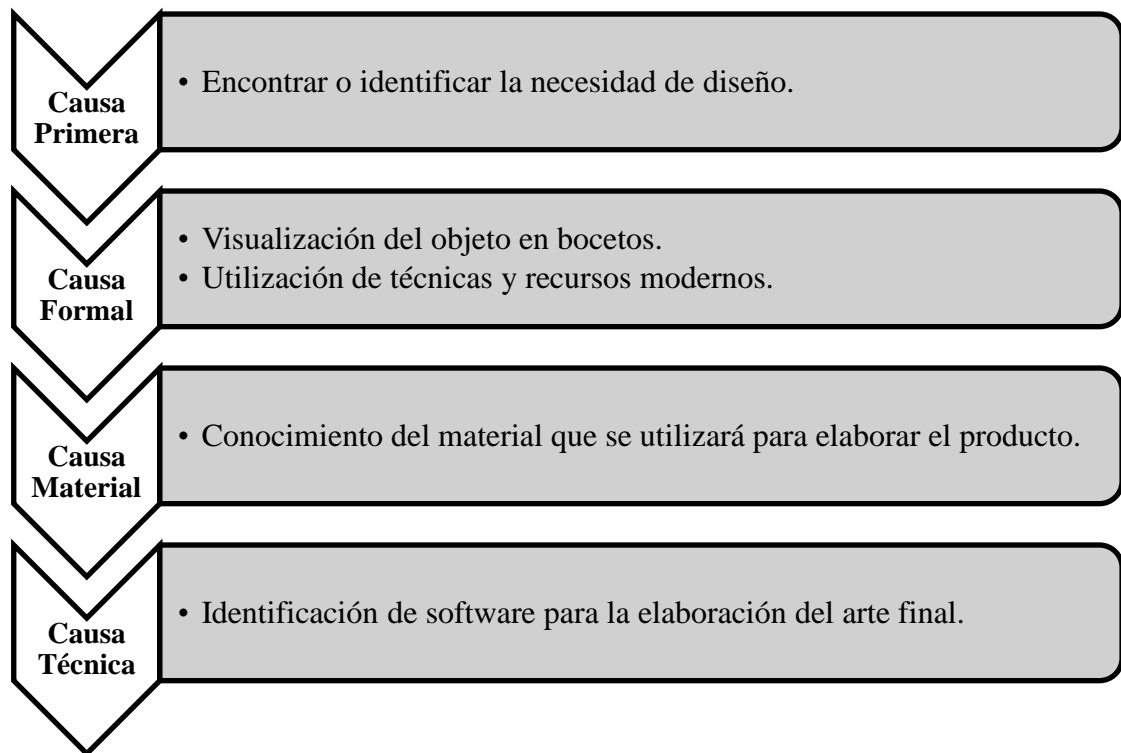 Causa
Primera
• Encontrar o identificar la necesidad de diseño.
Causa
Formal
• Visualización del objeto en bocetos.
• Utilización de técnicas y recursos modernos.
Causa
Material
• Conocimiento del material que se utilizará para elaborar el producto.
Causa
Técnica
• Identificación de software para la elaboración del arte final.